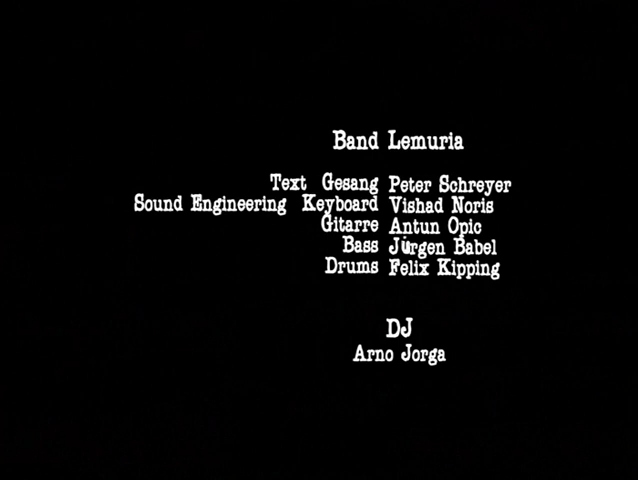 Band Lemuria
Text Gesang Peter Schreyer
Sound Engineering Keyboard Vishad Noris
Gitarre Antun Opic
Bass Jürgen Babel
Drums Felix Kipping
DJ
Arno Jorga